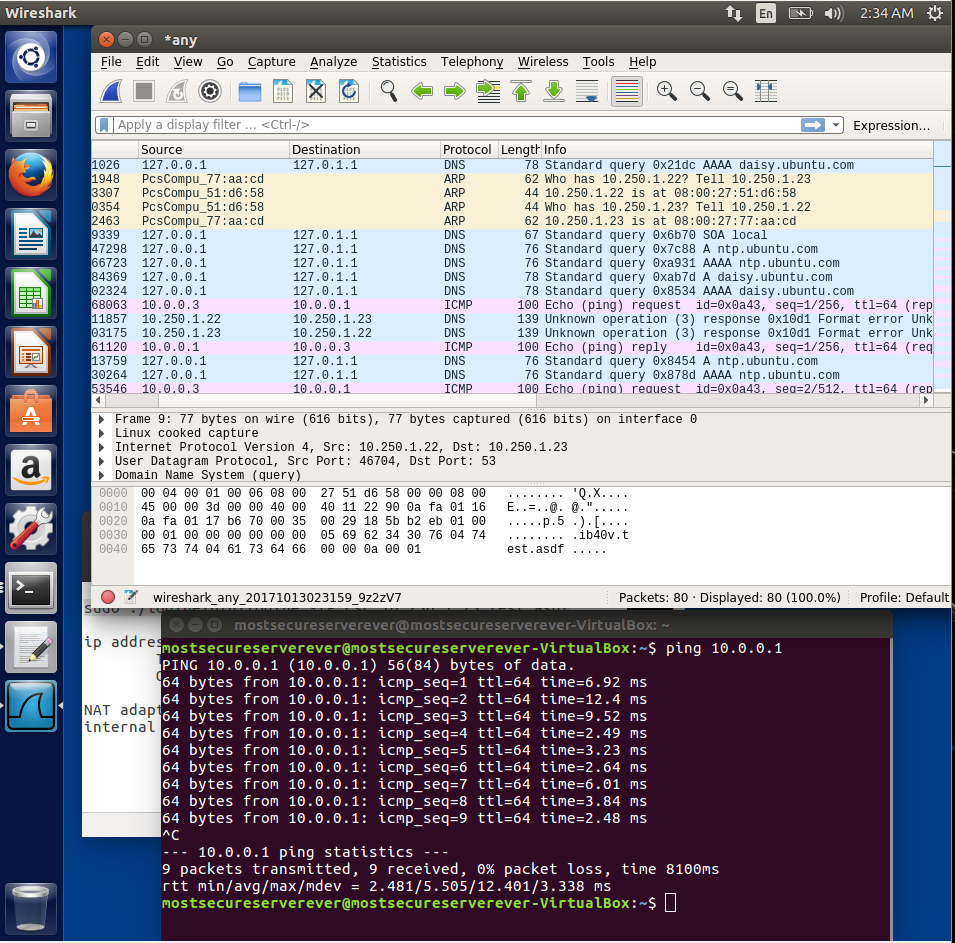 Wireshark
En
2:34 AM
*any
File Edit View Go Capture Analyze Statistics Telephony Wireless Tools Help
Apply a display filter ... <Ctrl-/>
Expression...
Source Destination Protocol Length Info
1026 127.0.0.1 127.0.1.1 DNS 78 Standard query 0x21dc AAAA daisy.ubuntu.com
1948 PcsCompu_77:aa:cd ARP 62 Who has 10.250.1.22? Tell 10.250.1.23
3307 PcsCompu_51:d6:58 ARP 44 10.250.1.22 is at 08:00:27:51:d6:58
0354 PcsCompu_51:d6:58 ARP 44 Who has 10.250.1.23? Tell 10.250.1.22
2463 PcsCompu_77:aa:cd ARP 62 10.250.1.23 is at 08:00:27:77:aa:cd
9339 127.0.0.1 127.0.1.1 DNS 67 Standard query 0x6b70 SOA local
47298 127.0.0.1 127.0.1.1 DNS 76 Standard query 0x7c88 A ntp.ubuntu.com
66723 127.0.0.1 127.0.1.1 DNS 76 Standard query 0xa931 AAAA ntp.ubuntu.com
84369 127.0.0.1 127.0.1.1 DNS 78 Standard query 0xab7d A daisy.ubuntu.com
02324 127.0.0.1 127.0.1.1 DNS 78 Standard query 0x8534 AAAA daisy.ubuntu.com
68063 10.0.0.3 10.0.0.1 ICMP 100 Echo (ping) request id=0x0a43, seq=1/256, ttl=64 (rep
11857 10.250.1.22 10.250.1.23 DNS 139 Unknown operation (3) response 0x10d1 Format error Unk
03175 10.250.1.23 10.250.1.22 DNS 139 Unknown operation (3) response 0x10d1 Format error Unk
61120 10.0.0.1 10.0.0.3 ICMP 100 Echo (ping) reply id=0x0a43, seq=1/256, ttl=64 (req
13759 127.0.0.1 127.0.1.1 DNS 76 Standard query 0x8454 A ntp.ubuntu.com
30264 127.0.0.1 127.0.1.1 DNS 76 Standard query 0x878d AAAA ntp.ubuntu.com
53546 10.0.0.3 10.0.0.1 ICMP 100 Echo (ping) request id=0x0a43, seq=2/512, ttl=64 (rep
Frame 9: 77 bytes on wire (616 bits), 77 bytes captured (616 bits) on interface 0
Linux cooked capture
Internet Protocol Version 4, Src: 10.250.1.22, Dst: 10.250.1.23
User Datagram Protocol, Src Port: 46704, Dst Port: 53
Domain Name System (query)
0000 00 04 00 01 00 06 08 00 27 51 d6 58 00 00 08 00 ........ 'Q.X....
0010 45 00 00 3d 00 00 40 00 40 11 22 90 0a fa 01 16 E..=..@. @.".....
0020 0a fa 01 17 b6 70 00 35 00 29 18 5b b2 eb 01 00 .....p.5 .).[....
0030 00 01 00 00 00 00 00 00 05 69 62 34 30 76 04 74 ........ .ib40v.t
0040 65 73 74 04 61 73 64 66 00 00 0a 00 01 est.asdf .....
wireshark_any_20171013023159_9z2zV7
Packets: 80 · Displayed: 80 (100.0%)
Profile: Default
ip addres
NAT adapt
internal
mostsecureserverever@mostsecureserverever-VirtualBox: ~
mostsecureserverever@mostsecureserverever-VirtualBox:~$ ping 10.0.0.1
PING 10.0.0.1 (10.0.0.1) 56(84) bytes of data.
64 bytes from 10.0.0.1: icmp_seq=1 ttl=64 time=6.92 ms
64 bytes from 10.0.0.1: icmp_seq=2 ttl=64 time=12.4 ms
64 bytes from 10.0.0.1: icmp_seq=3 ttl=64 time=9.52 ms
64 bytes from 10.0.0.1: icmp_seq=4 ttl=64 time=2.49 ms
64 bytes from 10.0.0.1: icmp_seq=5 ttl=64 time=3.23 ms
64 bytes from 10.0.0.1: icmp_seq=6 ttl=64 time=2.64 ms
64 bytes from 10.0.0.1: icmp_seq=7 ttl=64 time=6.01 ms
64 bytes from 10.0.0.1: icmp_seq=8 ttl=64 time=3.84 ms
64 bytes from 10.0.0.1: icmp_seq=9 ttl=64 time=2.48 ms
^C
--- 10.0.0.1 ping statistics ---
9 packets transmitted, 9 received, 0% packet loss, time 8100ms
rtt min/avg/max/mdev = 2.481/5.505/12.401/3.338 ms
mostsecureserverever@mostsecureserverever-VirtualBox:~$